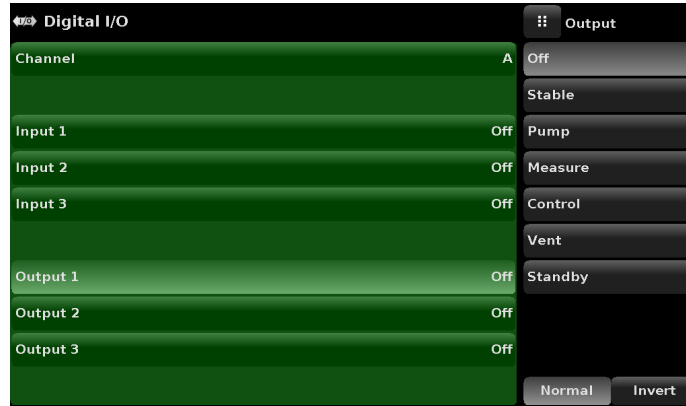 I/O Digital I/O
Channel A
Input 1 Off
Input 2 Off
Input 3 Off
Output 1 Off
Output 2 Off
Output 3 Off
Output
Off
Stable
Pump
Measure
Control
Vent
Standby
Normal Invert